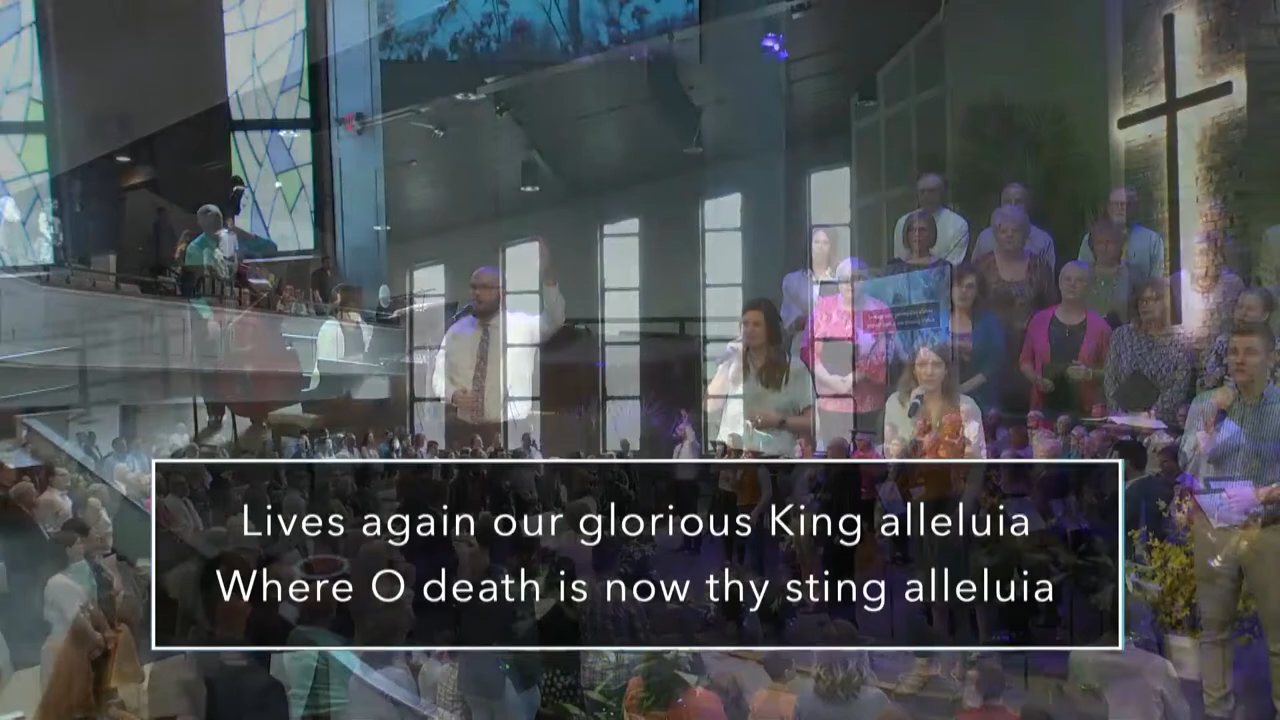 Lives again our glorious King alleluia
Where O death is now thy sting alleluia